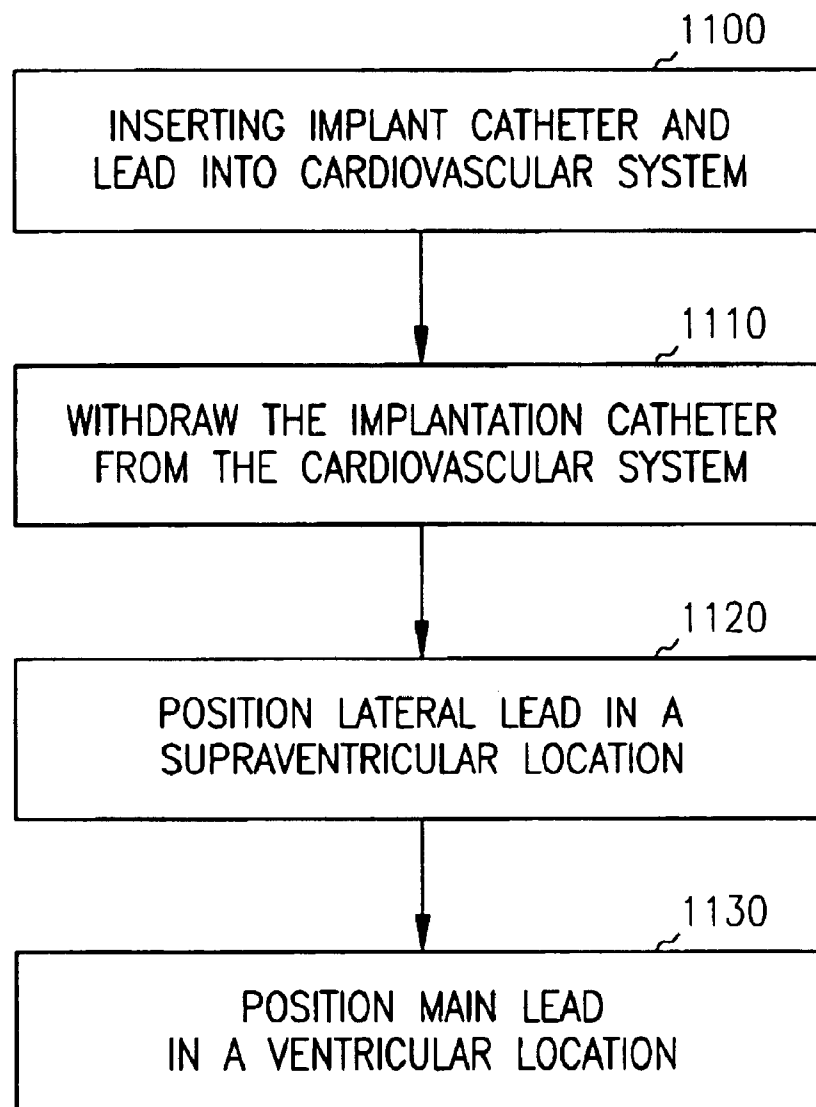 1100
INSERTING IMPLANT CATHETER AND
LEAD INTO CARDIOVASCULAR SYSTEM
1110
WITHDRAW THE IMPLANTATION CATHETER
FROM THE CARDIOVASCULAR SYSTEM
1120
POSITION LATERAL LEAD IN A
SUPRAVENTRICULAR LOCATION
1130
POSITION MAIN LEAD
IN A VENTRICULAR LOCATION